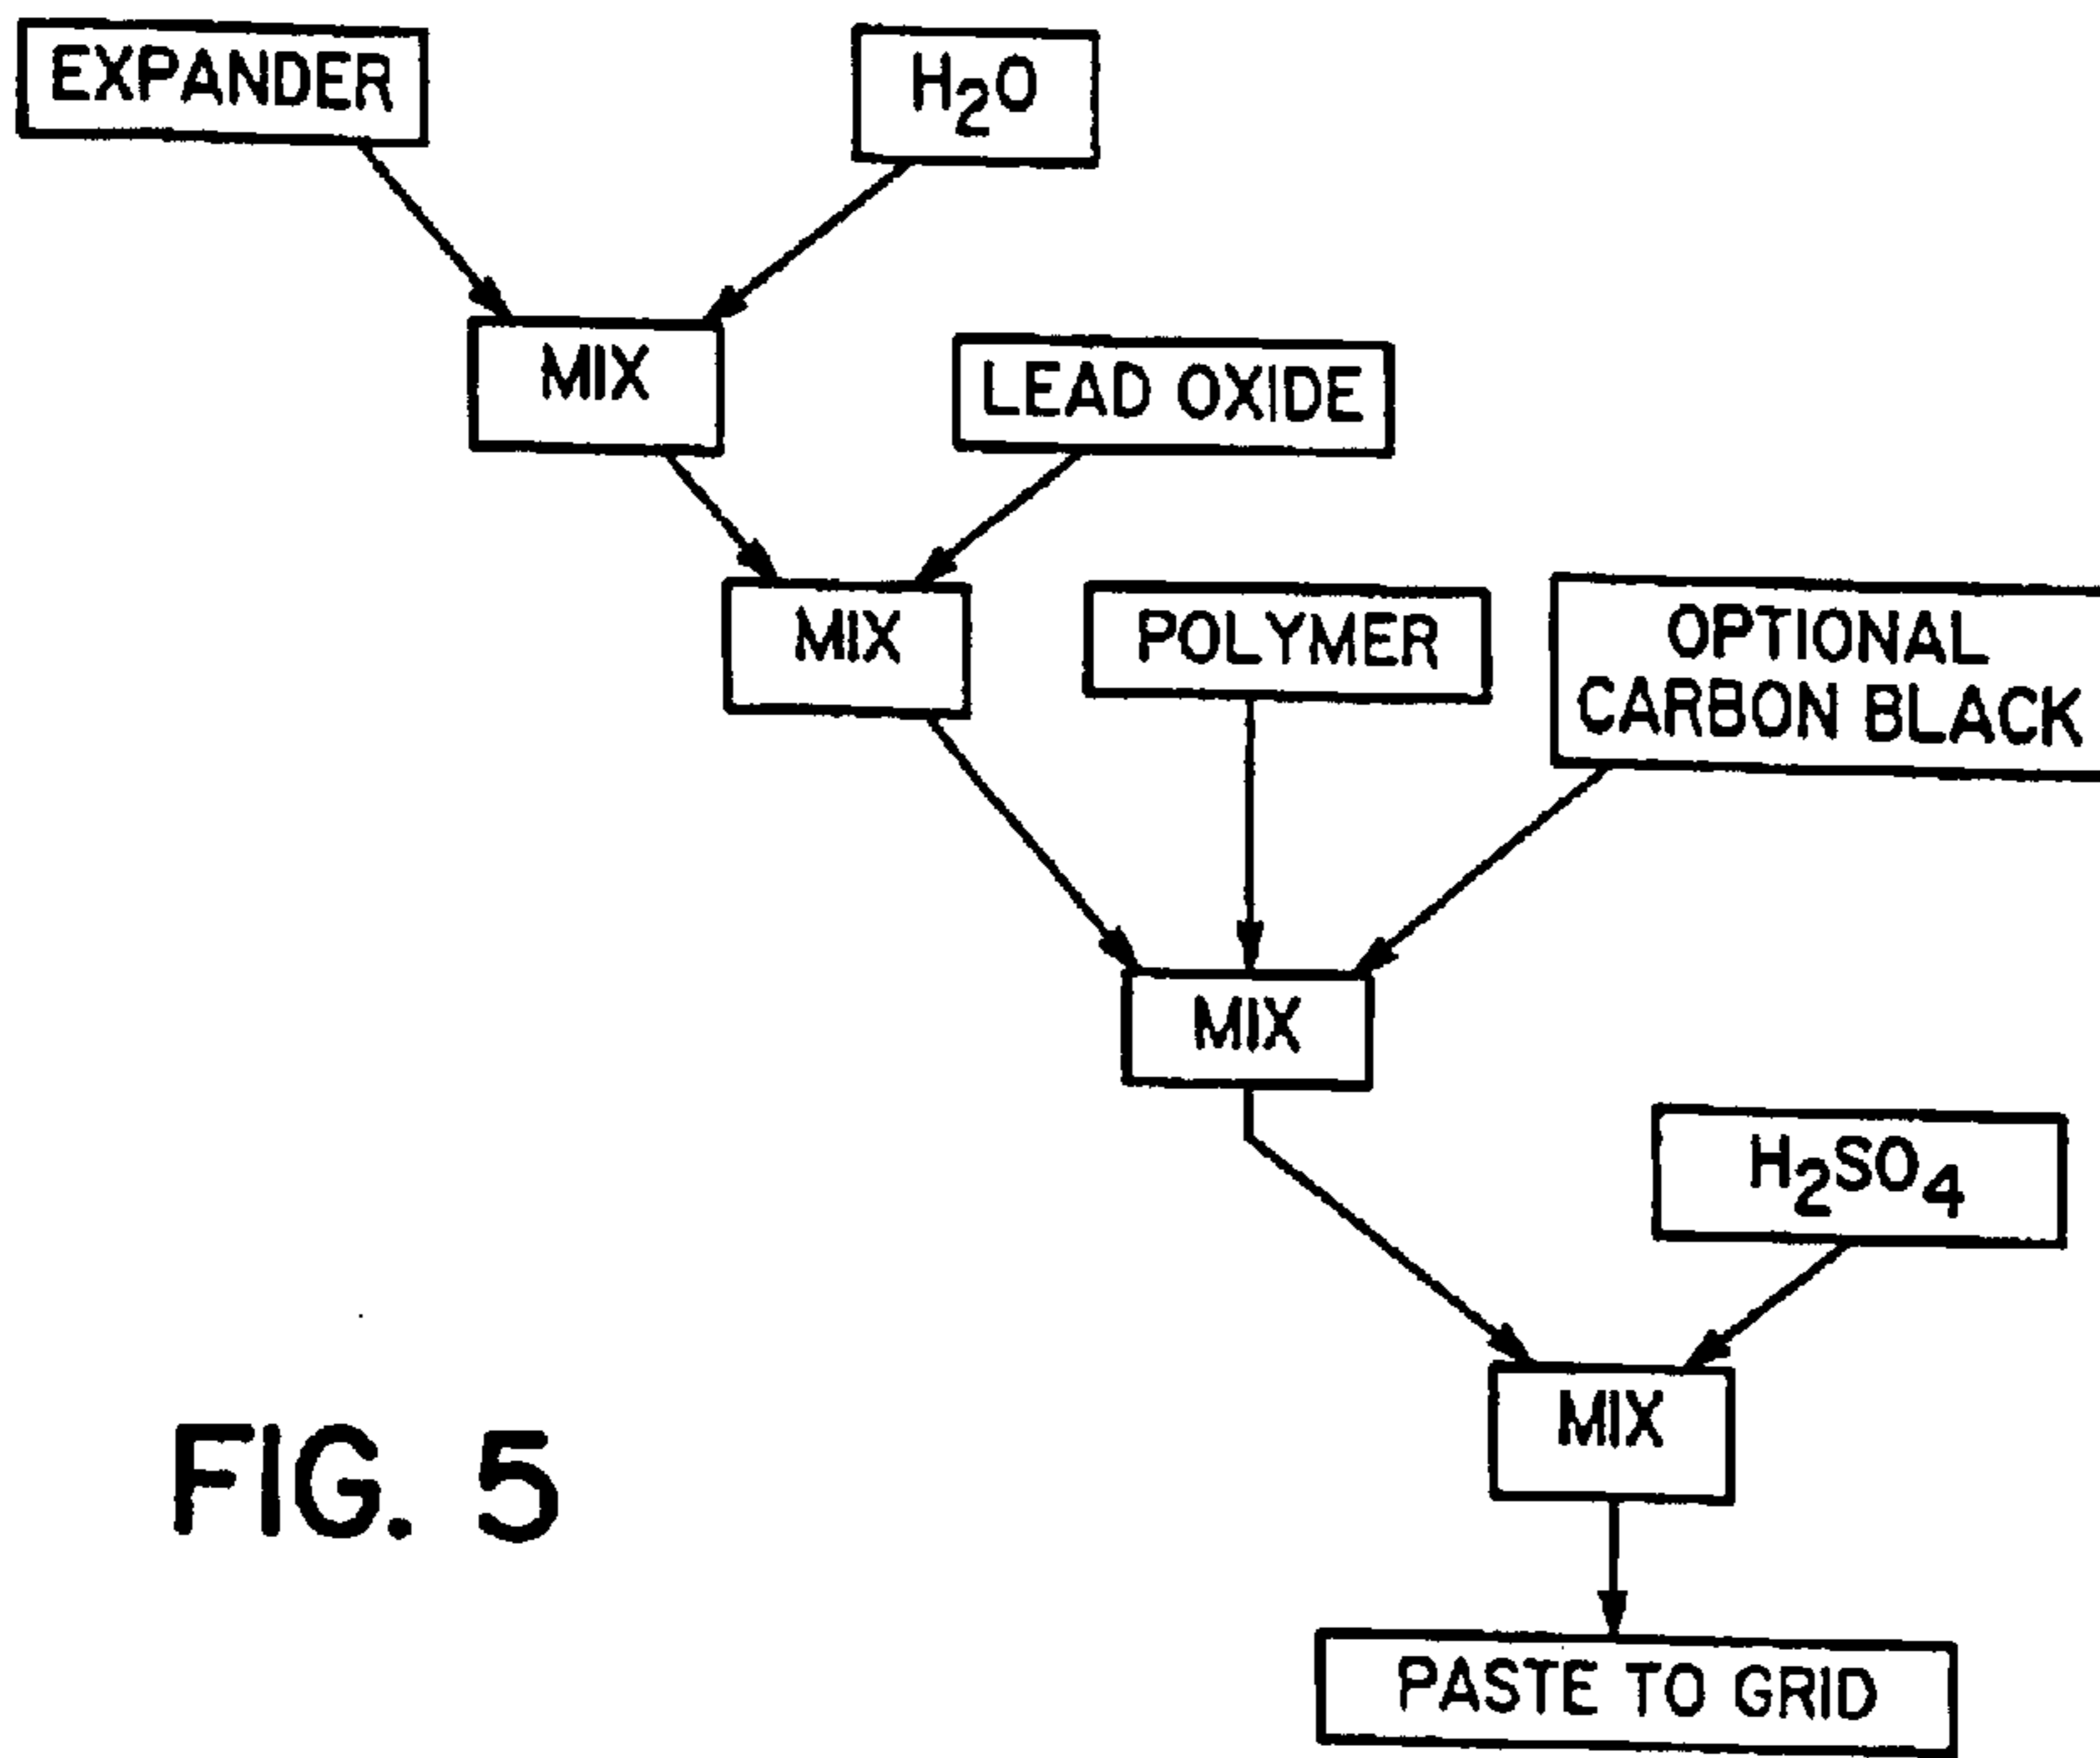 EXPANDER
H₂O
MIX
LEAD OXIDE
MIX
POLYMER
OPTIONAL
CARBON BLACK
MIX
H₂SO₄
MIX
PASTE TO GRID
FIG. 5